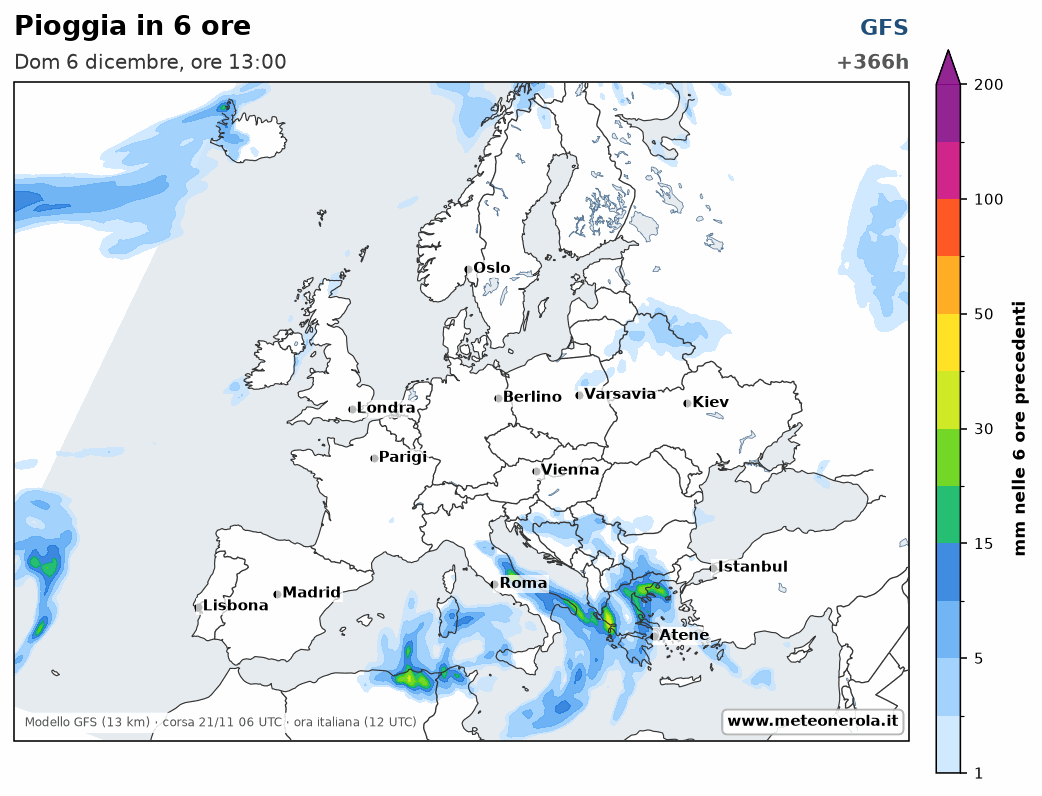 Pioggia in 6 ore
GFS
Dom 6 dicembre, ore 13:00
+366h
200
100
50
30
15
5
1
mm nelle 6 ore precedenti
Oslo
Berlino
Varsavia
Kiev
Londra
Parigi
Vienna
Istanbul
Roma
Madrid
Lisbona
Atene
Modello GFS (13 km) · corsa 21/11 06 UTC · ora italiana (12 UTC)
www.meteonerola.it